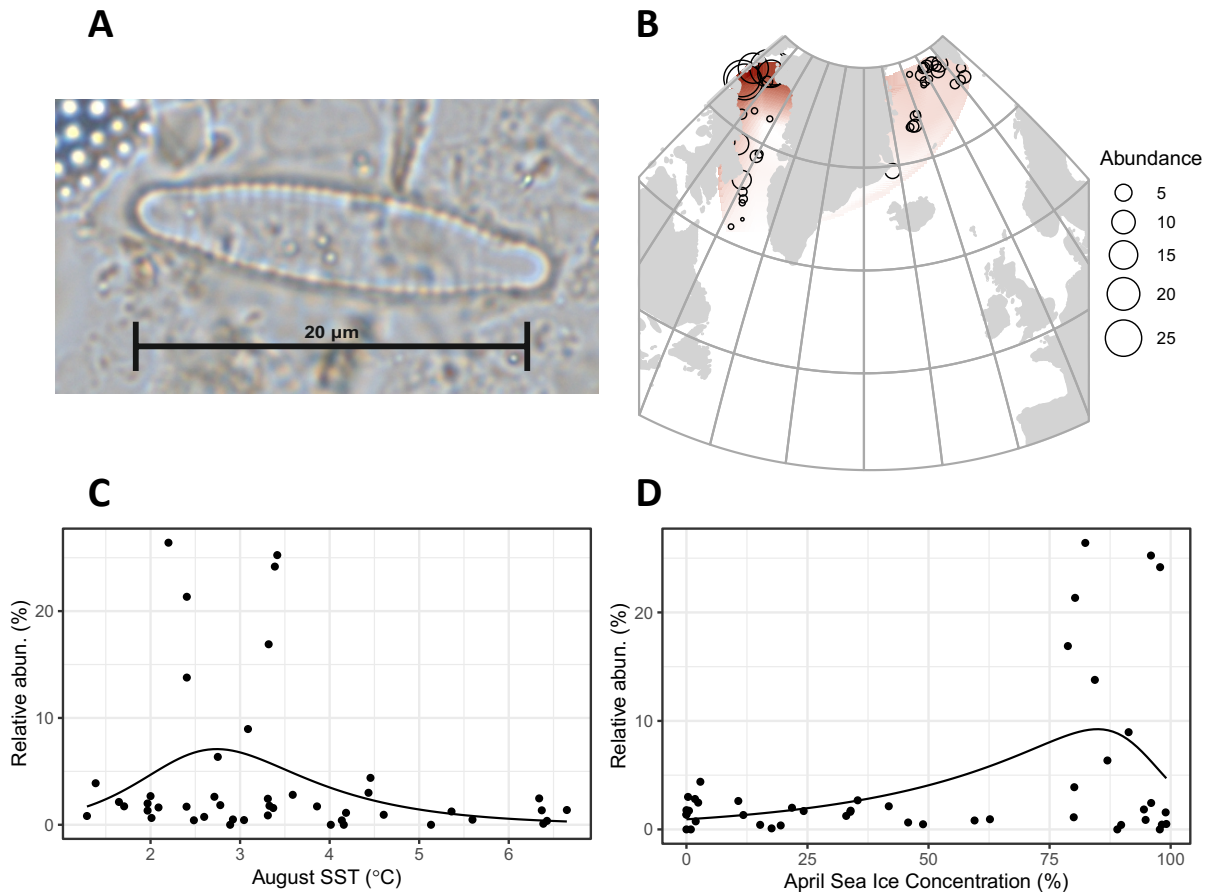 A
B
20 µm
Abundance
5
10
15
20
25
C
D
Relative abun. (%)
20
10
0
2
3
4
5
6
August SST (°C)
Relative abun. (%)
20
10
0
0
25
50
75
100
April Sea Ice Concentration (%)